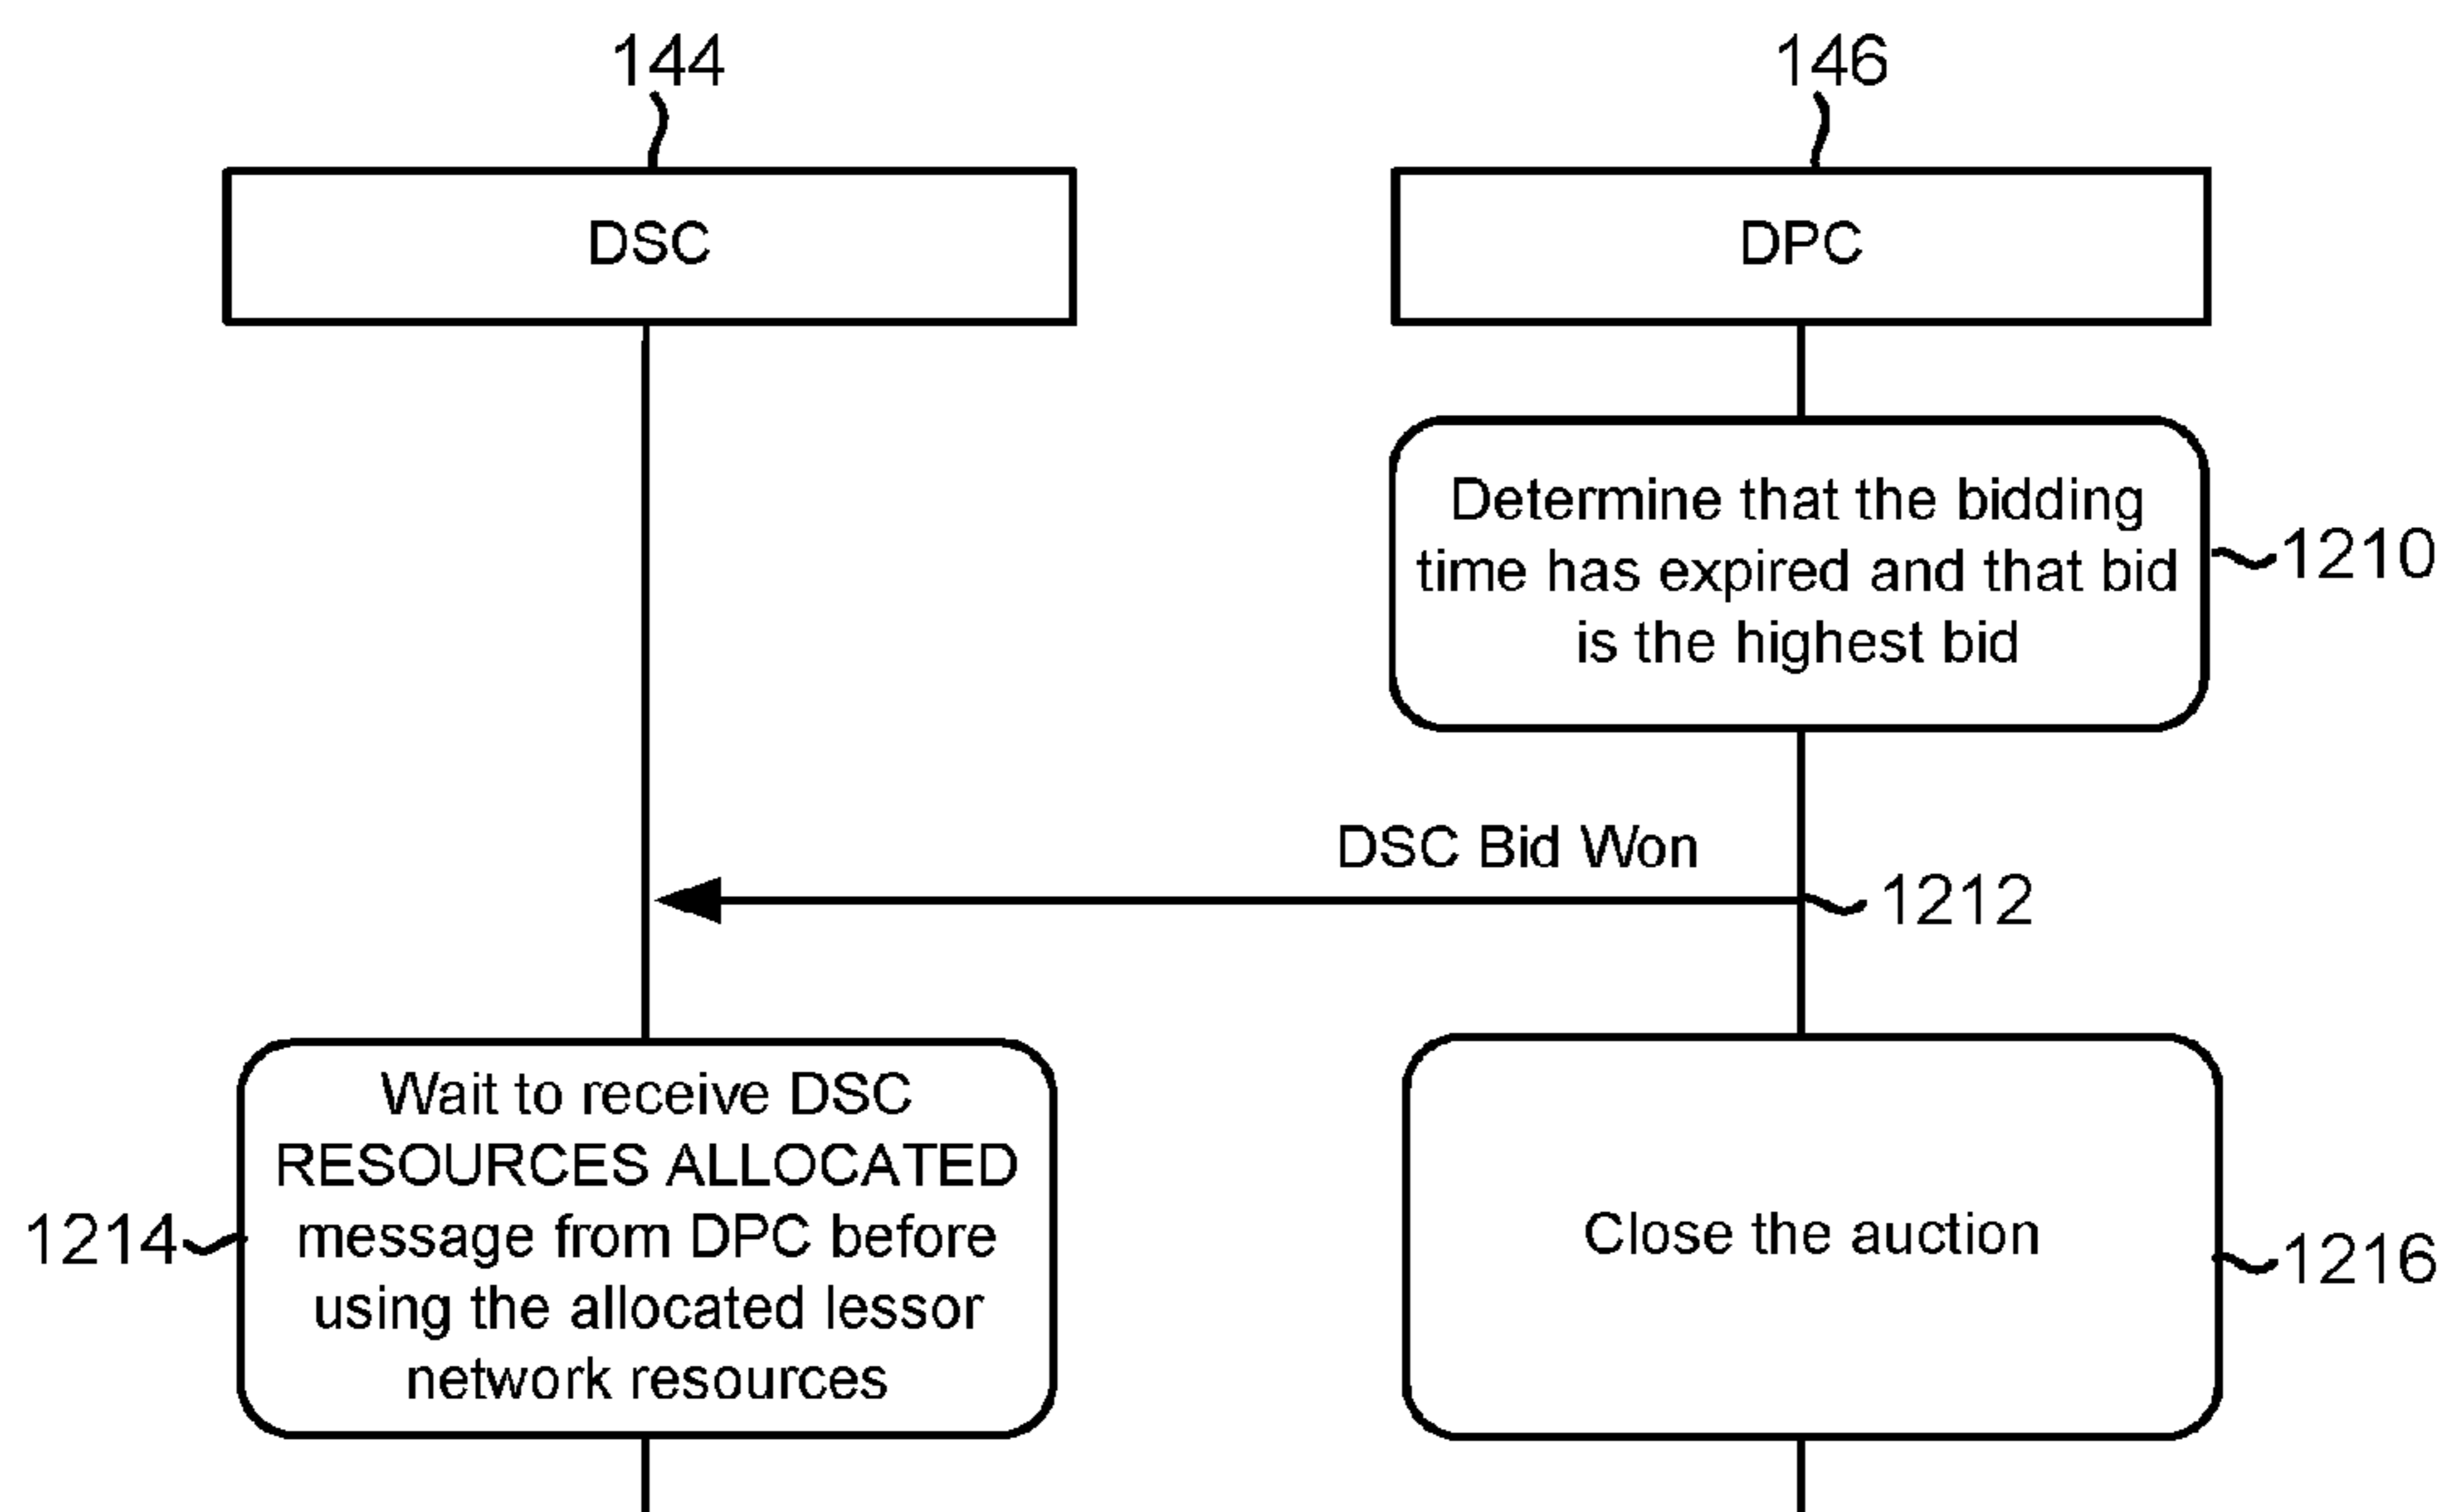 144
146
DSC
DPC
Determine that the bidding
time has expired and that bid
is the highest bid
1210
DSC Bid Won
1212
Wait to receive DSC
RESOURCES ALLOCATED
message from DPC before
using the allocated lessor
network resources
1214
Close the auction
1216